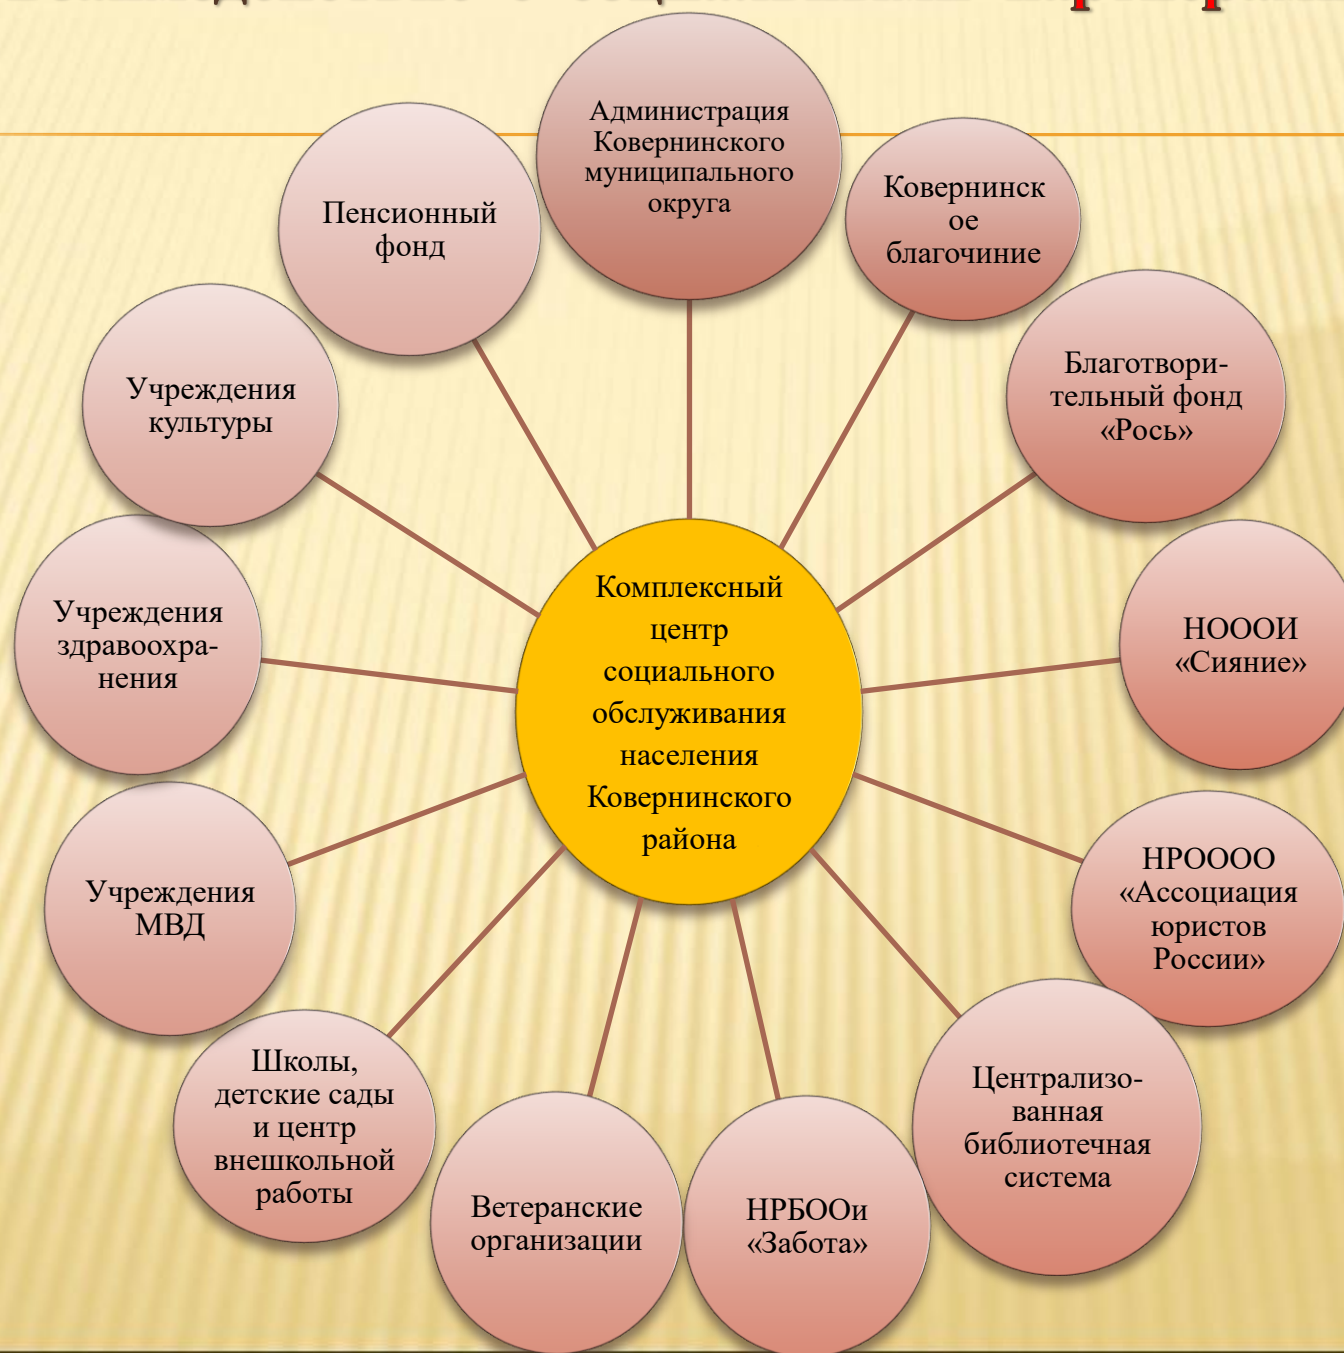 Администрация
Ковернинского
муниципального
округа
Ковернинск
ое
благочиние
Благотвори-
тельный фонд
«Рось»
НОООИ
«Сияние»
НРОООО
«Ассоциация
юристов
России»
Централизо-
ванная
библиотечная
система
НРБООи
«Забота»
Ветеранские
организации
Школы,
детские сады
и центр
внешкольной
работы
Учреждения
МВД
Учреждения
здравоохра-
нения
Учреждения
культуры
Пенсионный
фонд
Комплексный
центр
социального
обслуживания
населения
Ковернинского
района